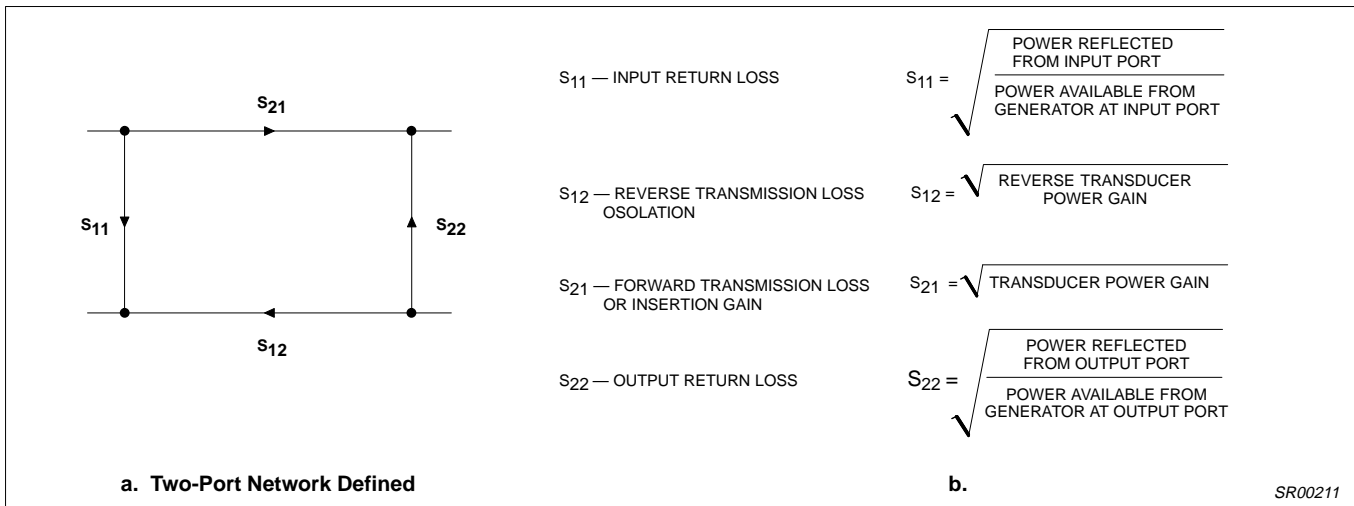 S21
S11
S22
S12
a. Two-Port Network Defined
S11 — INPUT RETURN LOSS
S11 = √
POWER REFLECTED
FROM INPUT PORT
POWER AVAILABLE FROM
GENERATOR AT INPUT PORT
S12 — REVERSE TRANSMISSION LOSS
OSOLATION
S12 = √
REVERSE TRANSDUCER
POWER GAIN
S21 — FORWARD TRANSMISSION LOSS
OR INSERTION GAIN
S21 = √ TRANSDUCER POWER GAIN
S22 — OUTPUT RETURN LOSS
S22 = √
POWER REFLECTED
FROM OUTPUT PORT
POWER AVAILABLE FROM
GENERATOR AT OUTPUT PORT
b.
SR00211